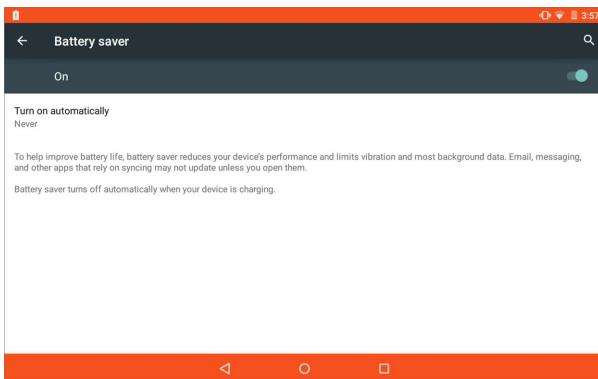 3:57
Battery saver
On
Turn on automatically
Never
To help improve battery life, battery saver reduces your device's performance and limits vibration and most background data. Email, messaging,
and other apps that rely on syncing may not update unless you open them.
Battery saver turns off automatically when your device is charging.